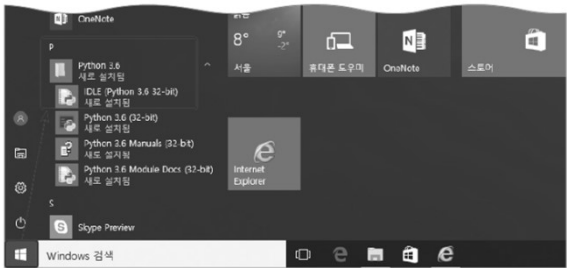 OneNote
P
Python 3.6
새로 설치됨
IDLE (Python 3.6 32-bit)
새로 설치됨
Python 3.6 (32-bit)
새로 설치됨
Python 3.6 Manuals (32-bit)
새로 설치됨
Python 3.6 Module Docs (32-bit)
새로 설치됨
S
Skype Preview
Windows 검색
8°
9°
-2°
서울
휴대폰 도우미
OneNote
스토어
Internet
Explorer